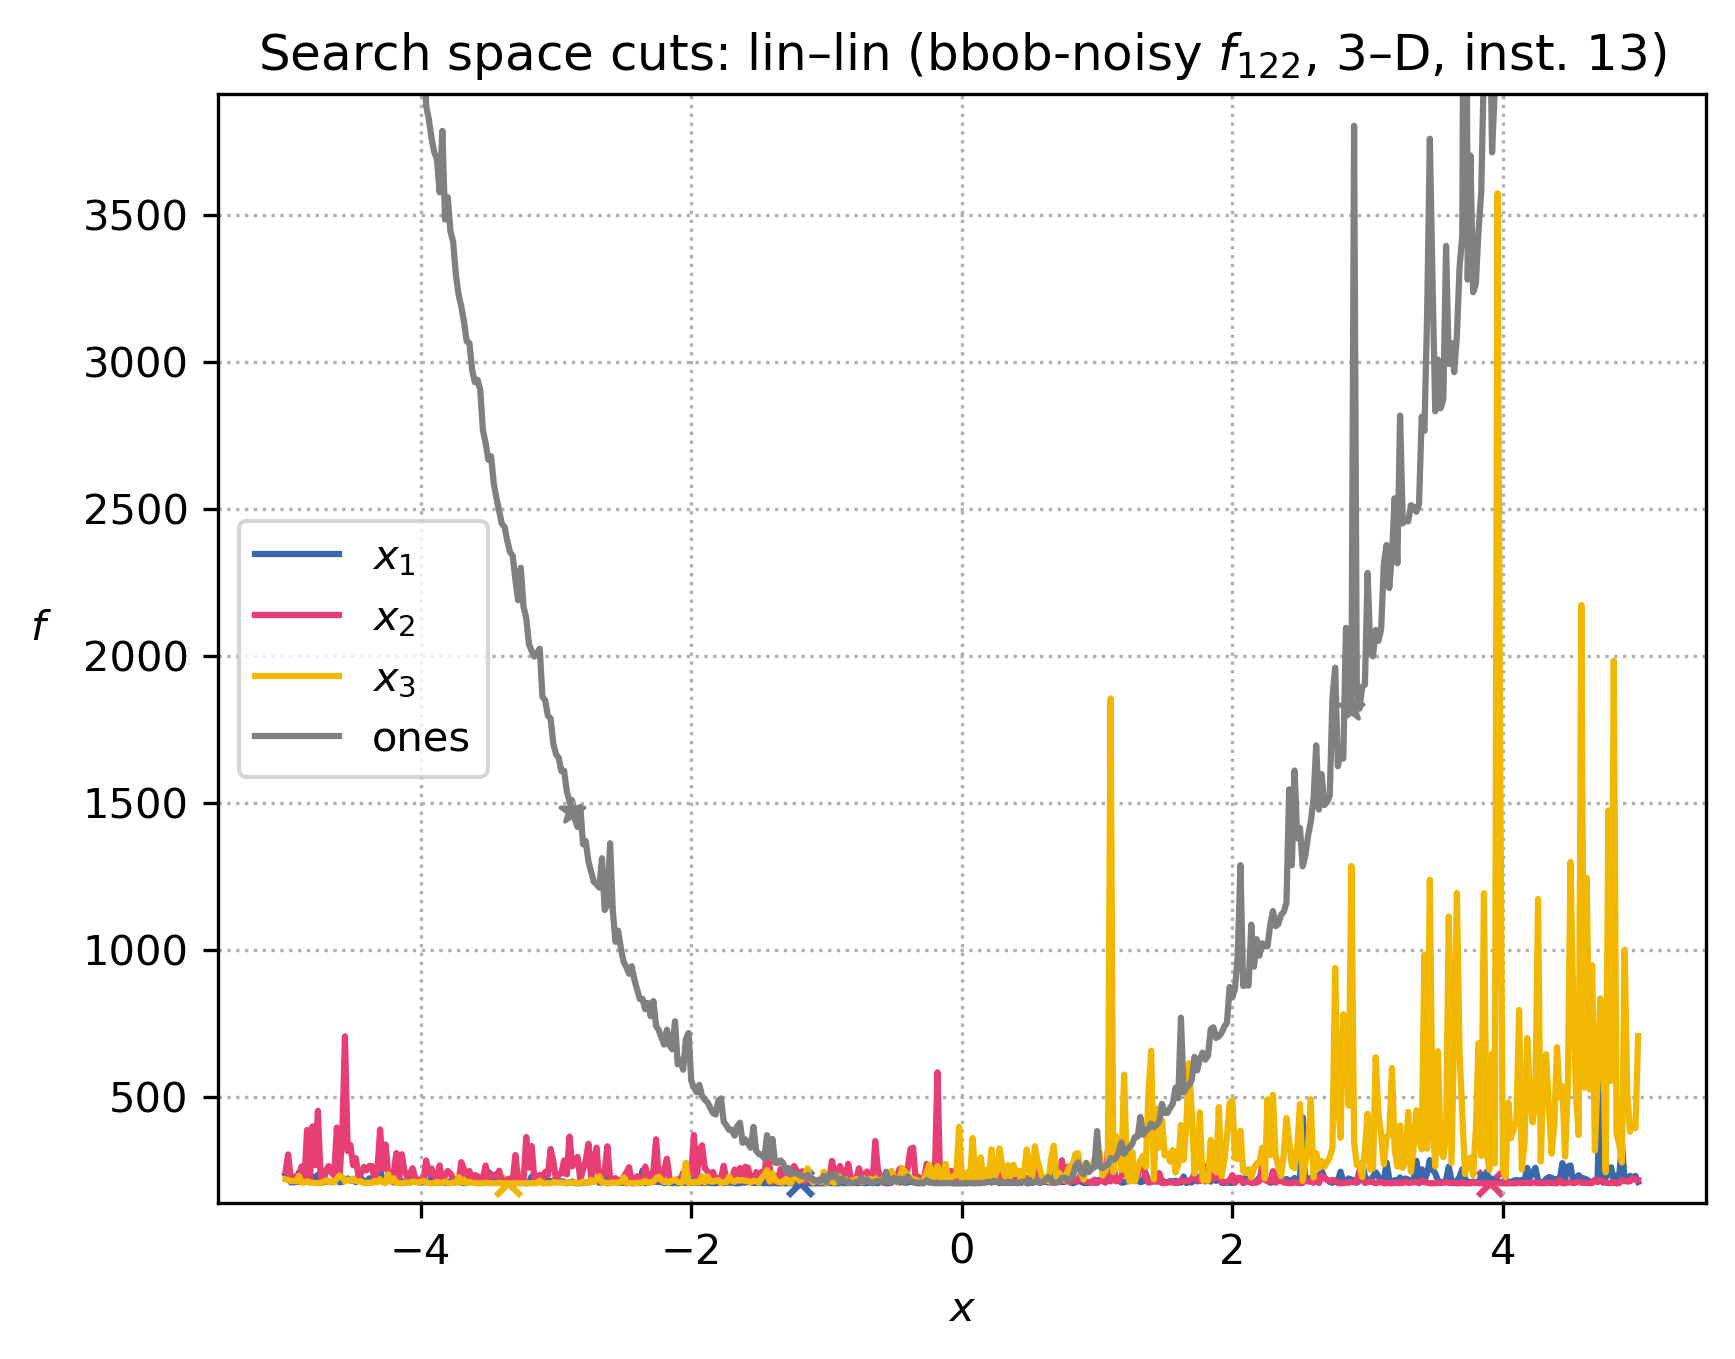 Search space cuts: lin–lin (bbob-noisy f₁₂₂, 3–D, inst. 13)
3500
3000
2500
2000
1500
1000
500
f
x₁
x₂
x₃
ones
−4
−2
0
2
4
x